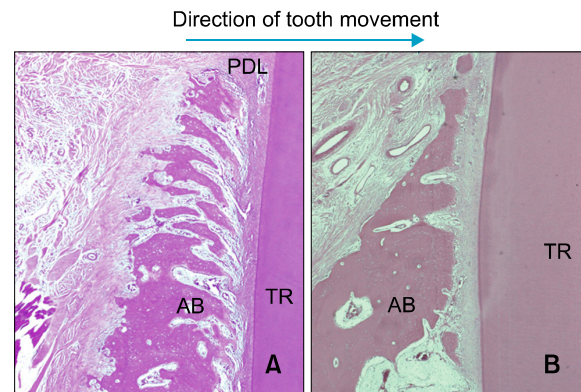 Direction of tooth movement
PDL
TR
AB
A
TR
AB
B